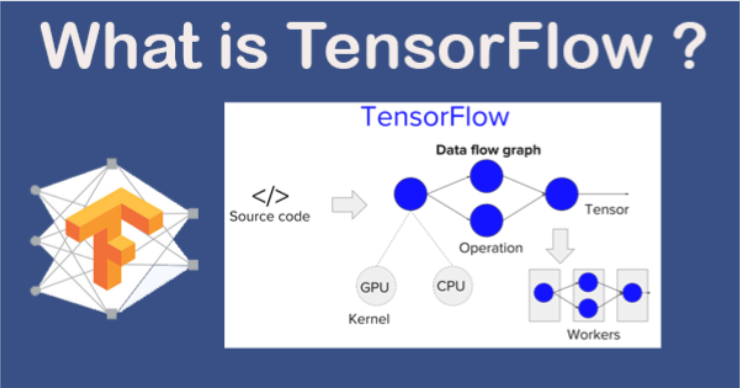 What is TensorFlow ?
TensorFlow
Data flow graph
</>
Source code
Tensor
Operation
GPU
CPU
Kernel
Workers